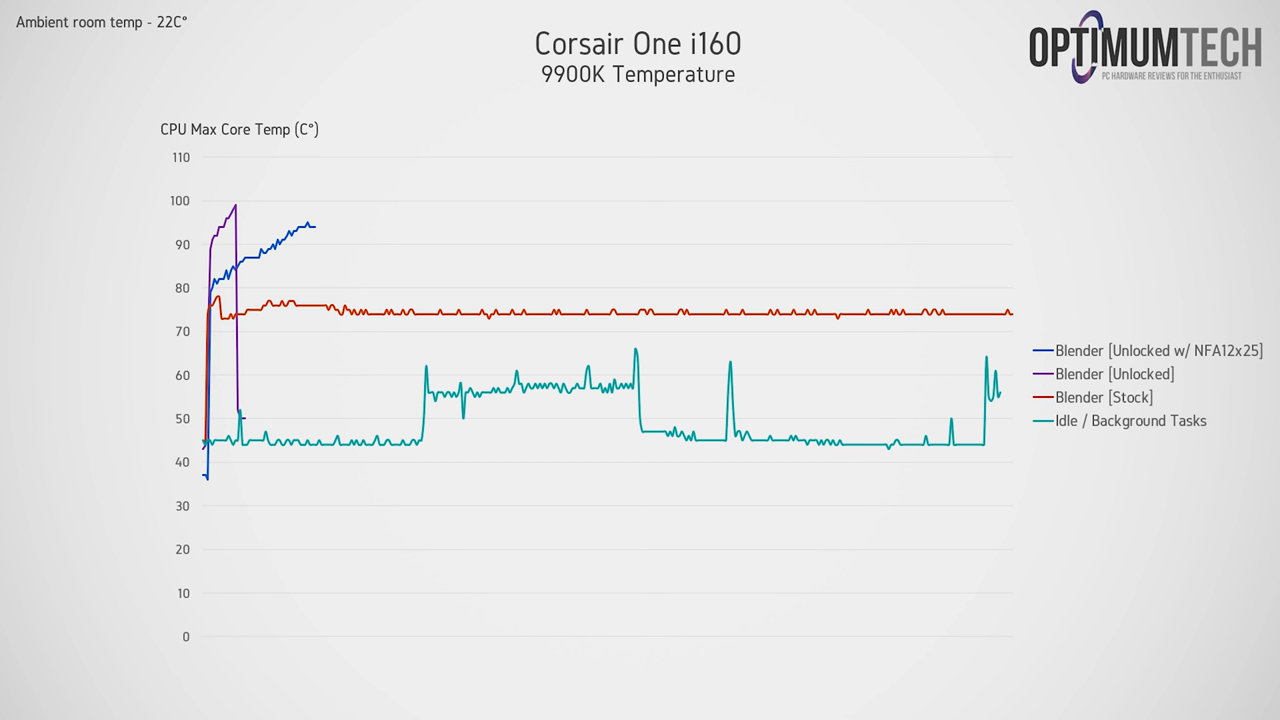 Ambient room temp - 22C°
Corsair One i160
9900K Temperature
OPTIMUMTECH
PC HARDWARE REVIEWS FOR THE ENTHUSIAST
CPU Max Core Temp (C°)
110
100
90
80
70
60
50
40
30
20
10
0
Blender [Unlocked w/ NFA12x25]
Blender [Unlocked]
Blender [Stock]
Idle / Background Tasks